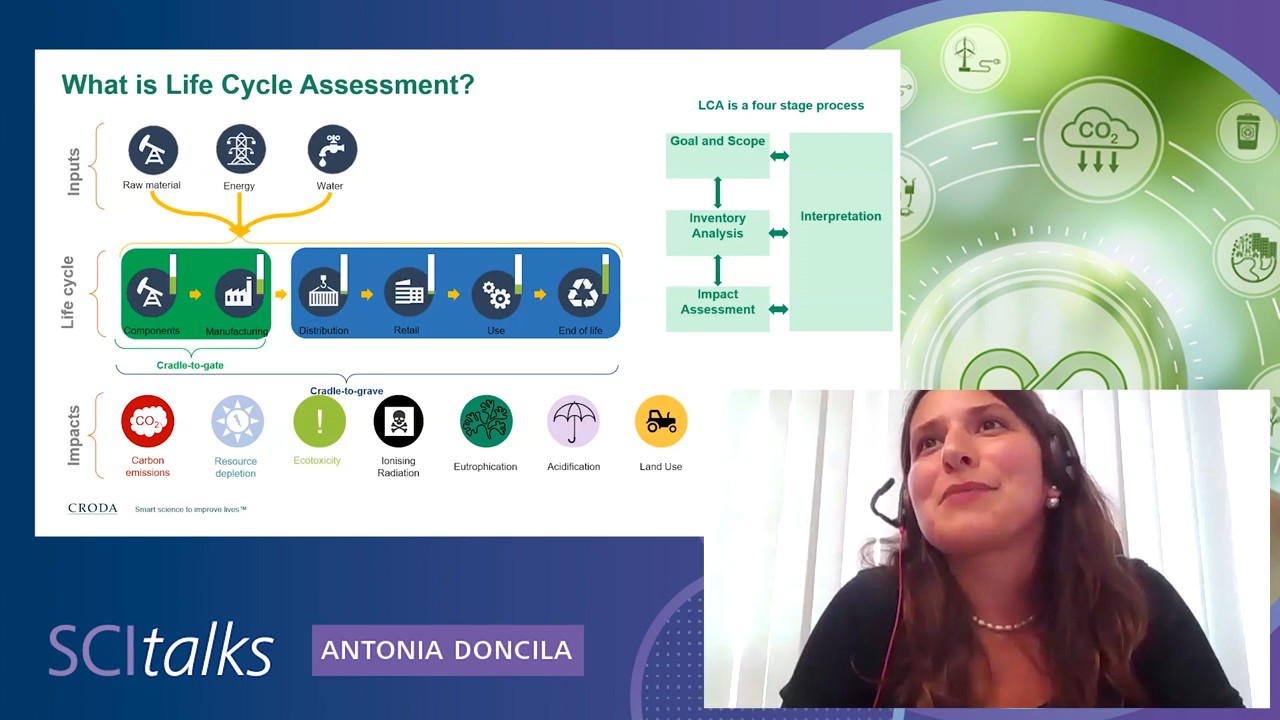 What is Life Cycle Assessment?
LCA is a four stage process
Inputs
Raw material
Energy
Water
Goal and Scope
Inventory
Analysis
Impact
Assessment
Interpretation
Life cycle
Components
Manufacturing
Distribution
Retail
Use
End of life
Cradle-to-gate
Cradle-to-grave
Impacts
CO2
Carbon
emissions
Resource
depletion
!
Ecotoxicity
Ionising
Radiation
Eutrophication
Acidification
Land Use
CRODA
Smart science to improve lives™
CO2
SCItalks
ANTONIA DONCILA